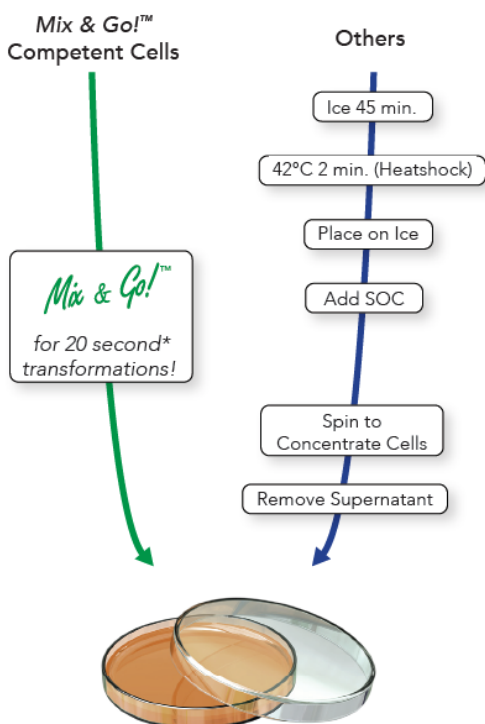 Mix & Go!™
Competent Cells
Others
Ice 45 min.
42ºC 2 min. (Heatshock)
Place on Ice
Add SOC
Mix & Go!™
for 20 second*
transformations!
Spin to
Concentrate Cells
Remove Supernatant